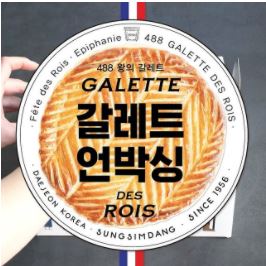 Fête des Rois · Epiphanie 488 GALETTE DES ROIS ·
488 왕의 갈레트
GALETTE
갈레트
언박싱
DES
ROIS
DAEJEON KOREA · SUNGSIMDANG · SINCE 1956